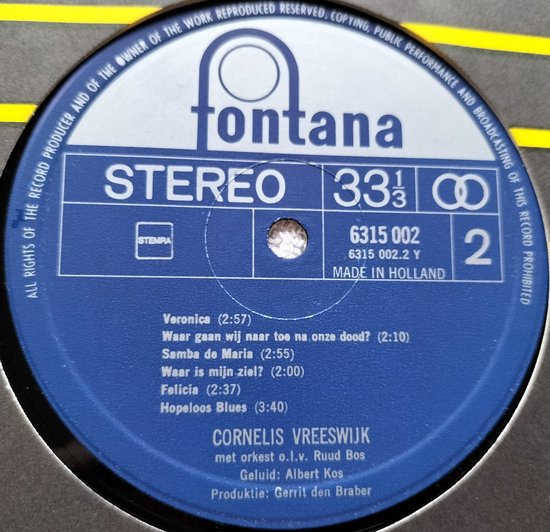 ALL RIGHTS OF THE RECORD PRODUCER AND OF THE OWNER OF THE WORK REPRODUCED RESERVED. COPYING, PUBLIC PERFORMANCE AND BROADCASTING OF THIS RECORD PROHIBITED
fontana
STEREO 33 1/3
STEMRA
6315 002
6315 002.2 Y
MADE IN HOLLAND
2
Veronica (2:57)
Waar gaan wij naar toe na onze dood? (2:10)
Samba de Maria (2:55)
Waar is mijn ziel? (2:00)
Felicia (2:37)
Hopeloos Blues (3:40)
CORNELIS VREESWIJK
met orkest o.l.v. Ruud Bos
Geluid: Albert Kos
Produktie: Gerrit den Braber